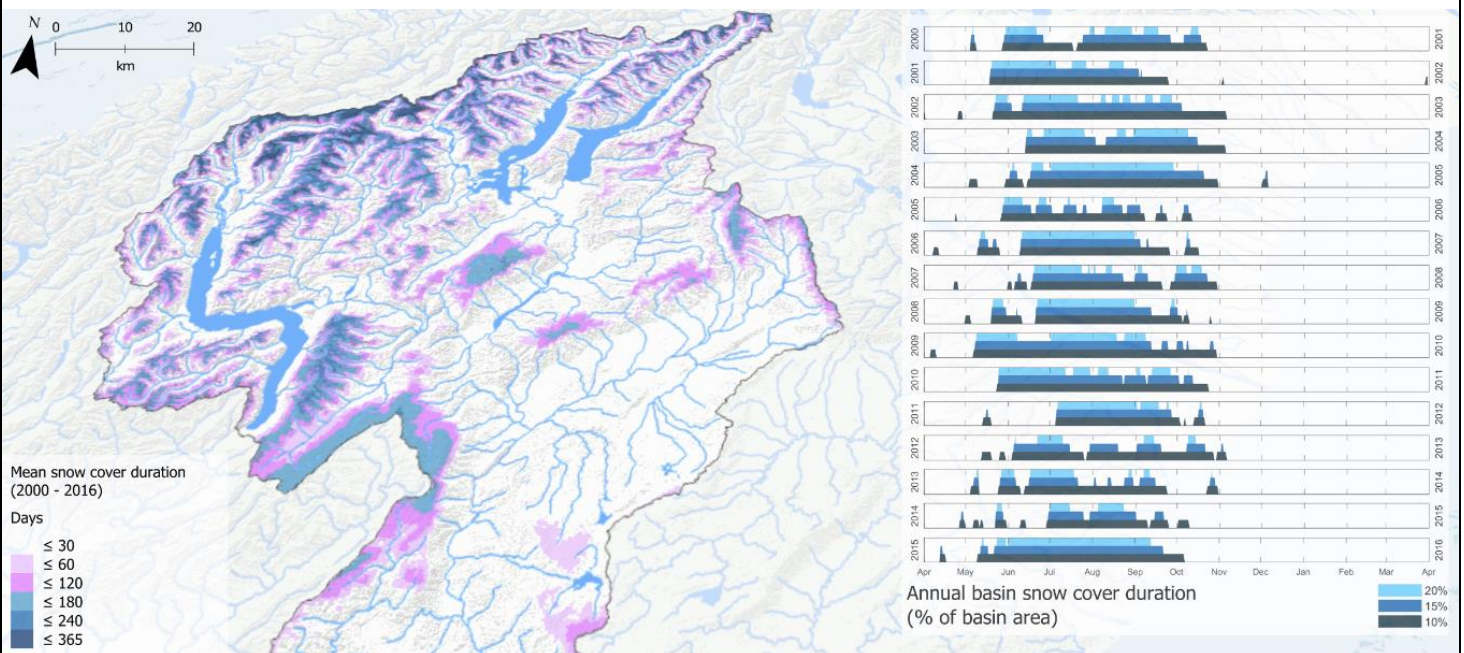 N
0 10 20
km
Mean snow cover duration
(2000 - 2016)
Days
≤ 30
≤ 60
≤ 120
≤ 180
≤ 240
≤ 365
2000 2001
2001 2002
2002 2003
2003 2004
2004 2005
2005 2006
2006 2007
2007 2008
2008 2009
2009 2010
2010 2011
2011 2012
2012 2013
2013 2014
2014 2015
2015 2016
Apr May Jun Jul Aug Sep Oct Nov Dec Jan Feb Mar Apr
Annual basin snow cover duration
(% of basin area)
20%
15%
10%